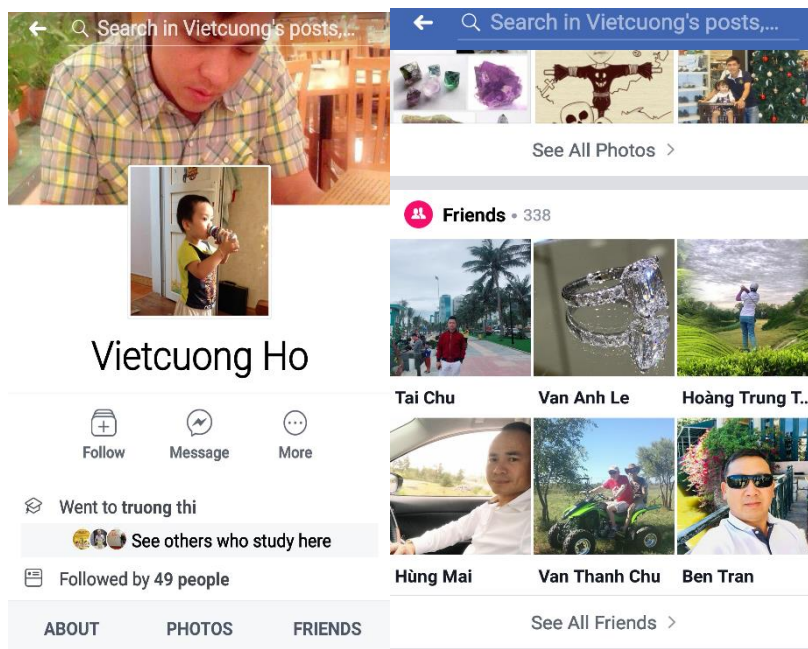 Search in Vietcuong's posts,...
Vietcuong Ho
Follow Message More
Went to truong thi
See others who study here
Followed by 49 people
ABOUT PHOTOS FRIENDS
Search in Vietcuong's posts,...
See All Photos >
Friends • 338
Tai Chu Van Anh Le Hoàng Trung T...
Hùng Mai Van Thanh Chu Ben Tran
See All Friends >